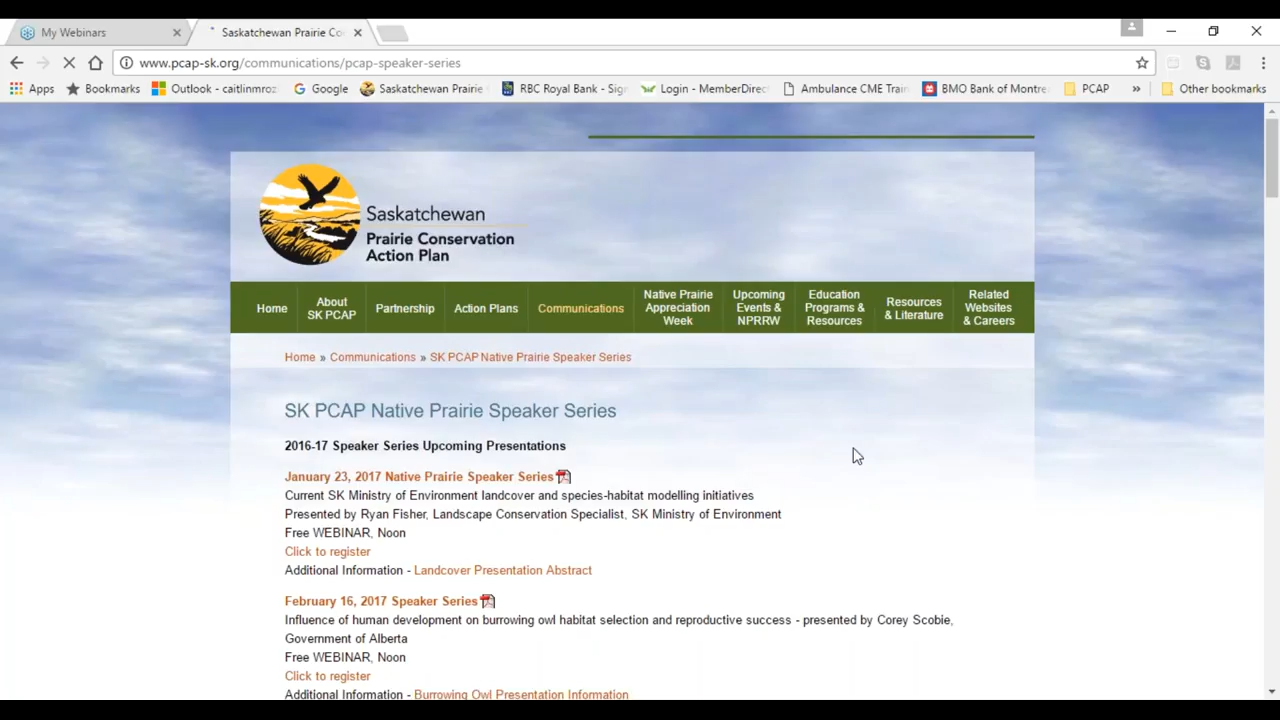 My Webinars
Saskatchewan Prairie Co
www.pcap-sk.org/communications/pcap-speaker-series
Apps Bookmarks Outlook - caitlinmroz Google Saskatchewan Prairie RBC Royal Bank - Sign Login - MemberDirect Ambulance CME Train BMO Bank of Montre PCAP » Other bookmarks
Saskatchewan
Prairie Conservation
Action Plan
Home About SK PCAP Partnership Action Plans Communications Native Prairie Appreciation Week Upcoming Events & NPRRW Education Programs & Resources Resources & Literature Related Websites & Careers
Home » Communications » SK PCAP Native Prairie Speaker Series
SK PCAP Native Prairie Speaker Series
2016-17 Speaker Series Upcoming Presentations
January 23, 2017 Native Prairie Speaker Series
Current SK Ministry of Environment landcover and species-habitat modelling initiatives
Presented by Ryan Fisher, Landscape Conservation Specialist, SK Ministry of Environment
Free WEBINAR, Noon
Click to register
Additional Information - Landcover Presentation Abstract
February 16, 2017 Speaker Series
Influence of human development on burrowing owl habitat selection and reproductive success - presented by Corey Scobie,
Government of Alberta
Free WEBINAR, Noon
Click to register
Additional Information - Burrowing Owl Presentation Information